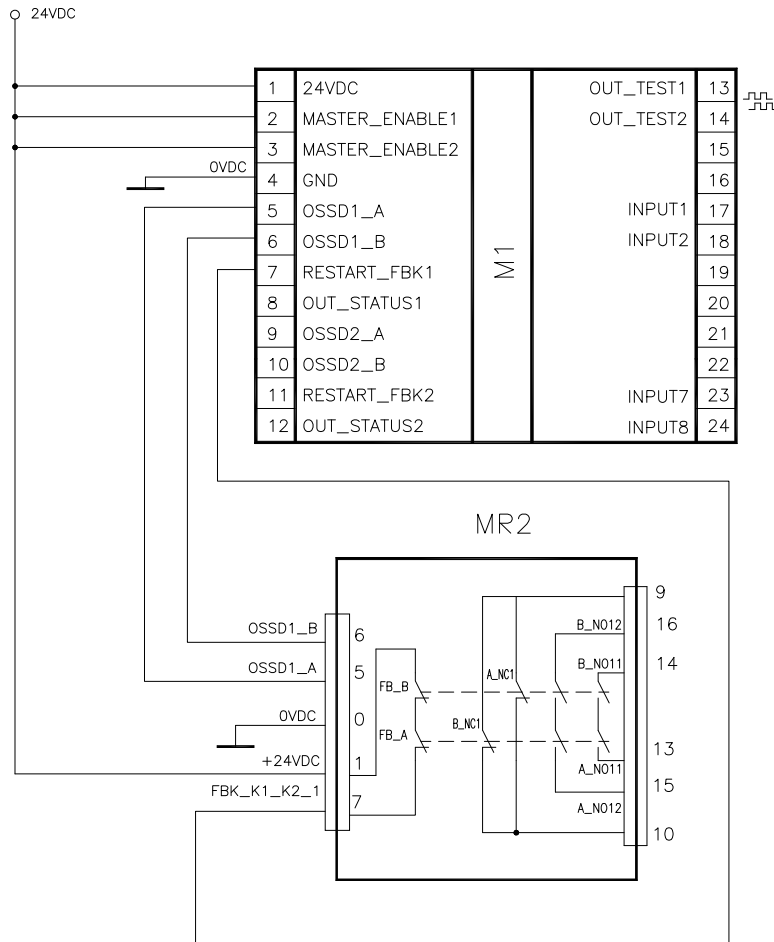 24VDC
1 24VDC OUT_TEST1 13
2 MASTER_ENABLE1 OUT_TEST2 14
3 MASTER_ENABLE2 15
0VDC 4 GND 16
5 OSSD1_A INPUT1 17
6 OSSD1_B INPUT2 18
M1
7 RESTART_FBK1 19
8 OUT_STATUS1 20
9 OSSD2_A 21
10 OSSD2_B 22
11 RESTART_FBK2 INPUT7 23
12 OUT_STATUS2 INPUT8 24
MR2
9
OSSD1_B 6 B_NO12 16
OSSD1_A 5 A_NC1 B_NO11 14
FB_B
0VDC 0 B_NC1
FB_A
+24VDC 1 13
A_NO11
FBK_K1_K2_1 7 15
A_NO12
10